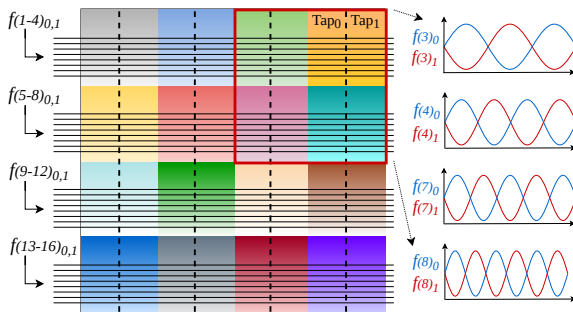 f(1-4)0,1
Tap0 Tap1
f(3)0
f(3)1
f(5-8)0,1
f(4)0
f(4)1
f(9-12)0,1
f(7)0
f(7)1
f(13-16)0,1
f(8)0
f(8)1